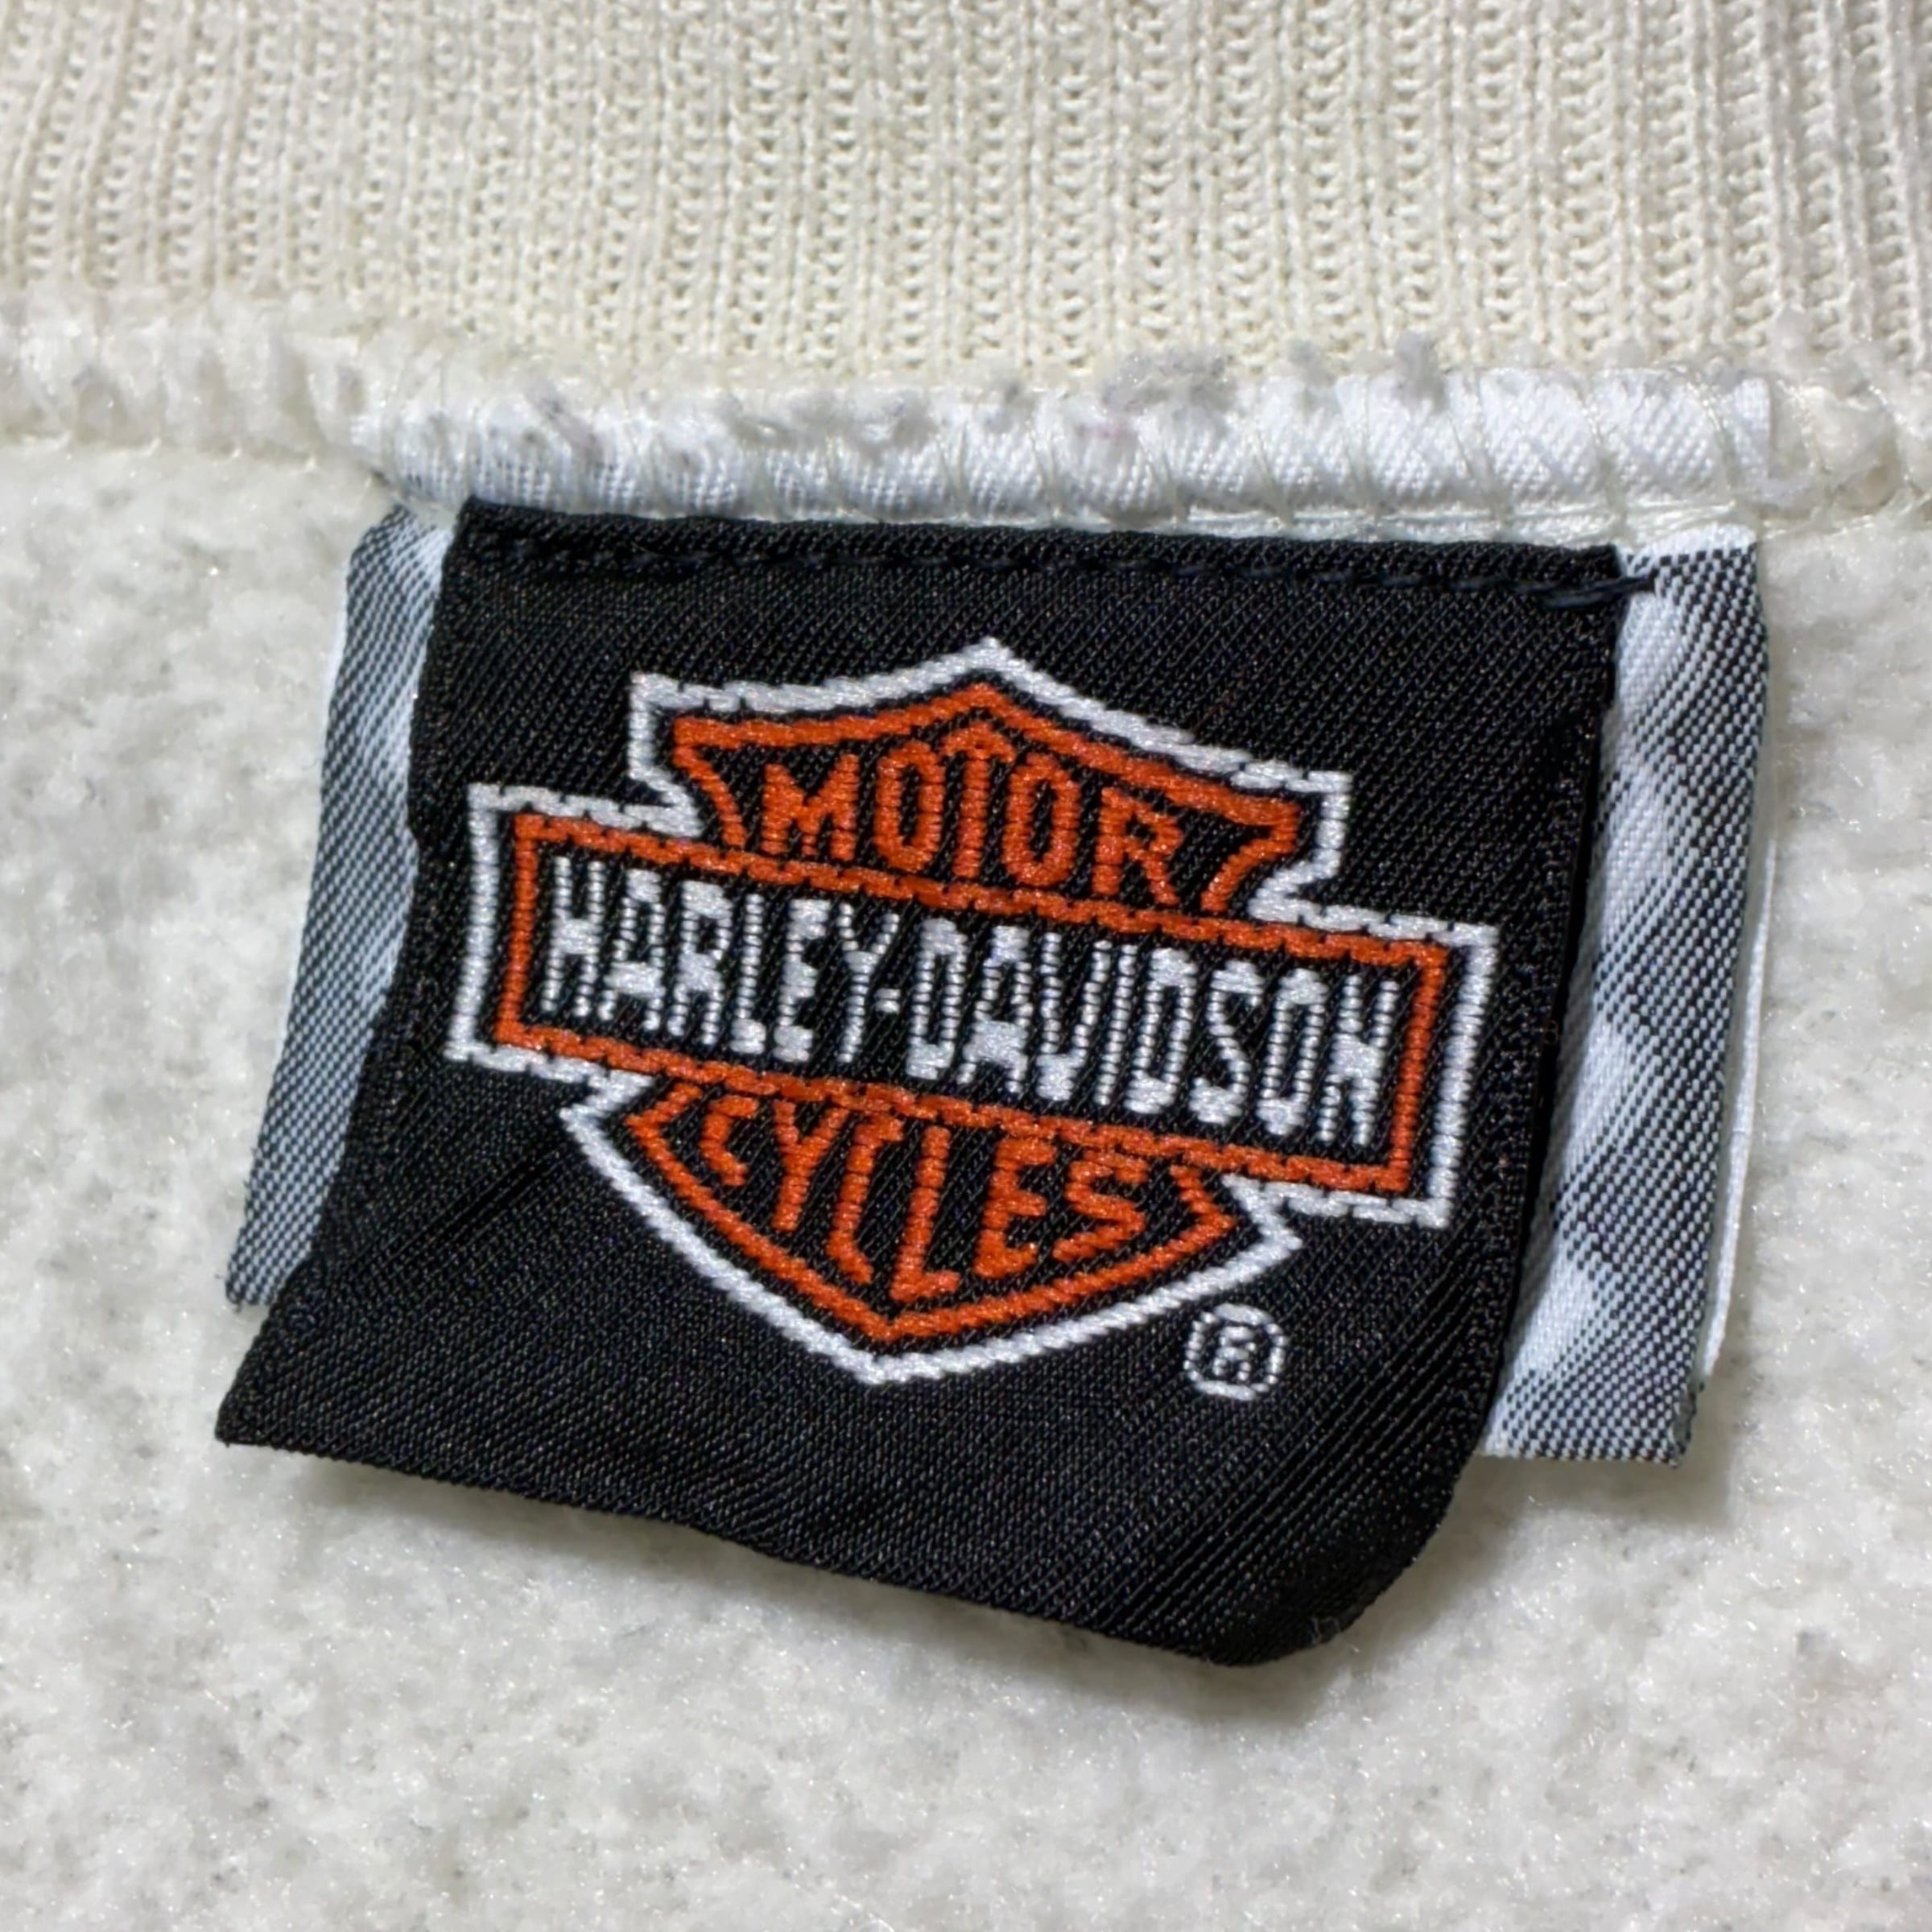 MOTOR
HARLEY-DAVIDSON
CYCLES
®